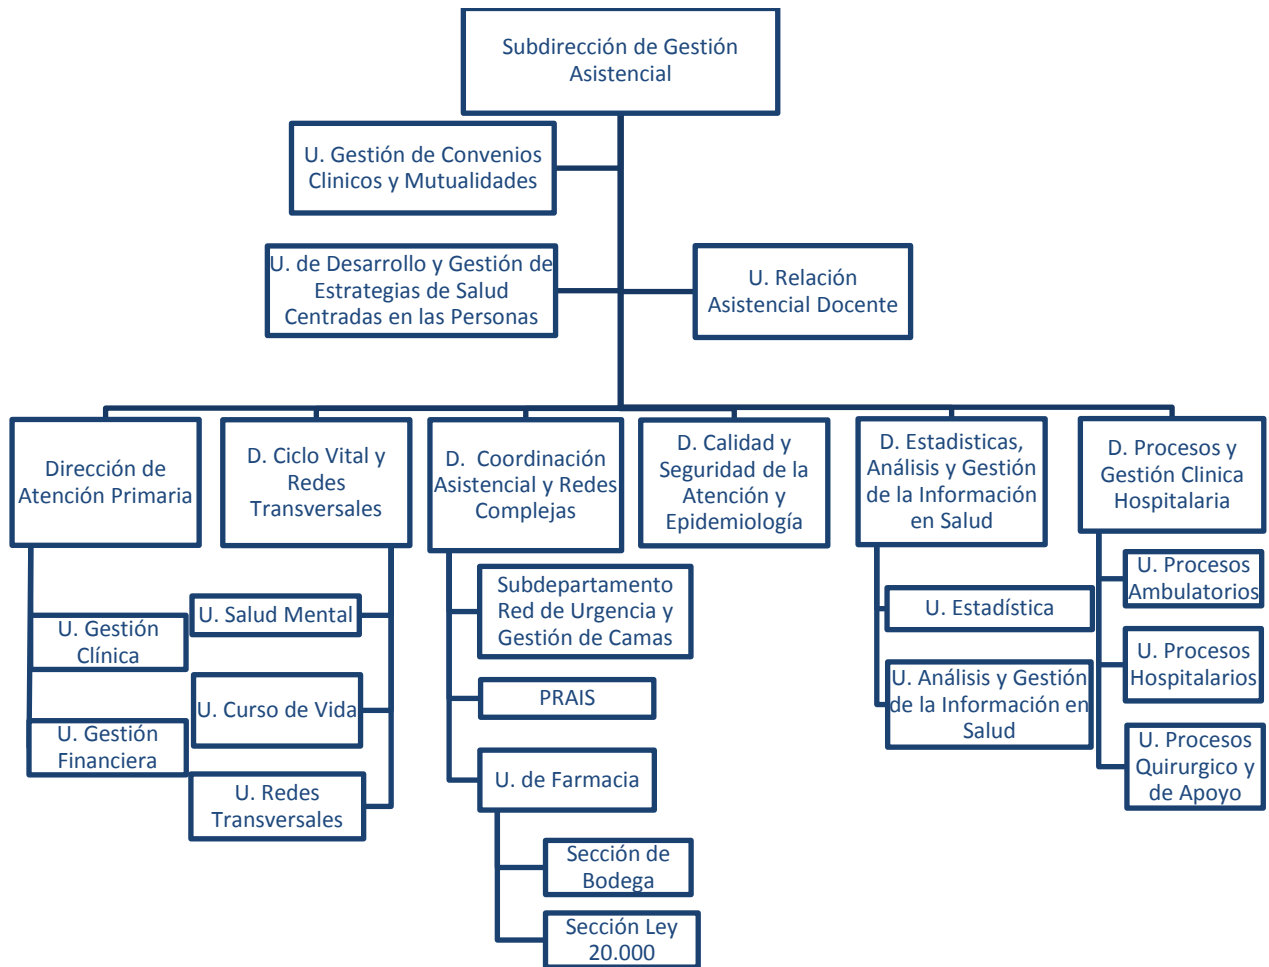 Subdirección de Gestión
Asistencial
U. Gestión de Convenios
Clinicos y Mutualidades
U. de Desarrollo y Gestión de
Estrategias de Salud
Centradas en las Personas
U. Relación
Asistencial Docente
Dirección de
Atención Primaria
D. Ciclo Vital y
Redes
Transversales
D. Coordinación
Asistencial y Redes
Complejas
D. Calidad y
Seguridad de la
Atención y
Epidemiología
D. Estadisticas,
Análisis y Gestión
de la Información
en Salud
D. Procesos y
Gestión Clinica
Hospitalaria
U. Gestión
Clínica
U. Gestión
Financiera
U. Salud Mental
U. Curso de Vida
U. Redes
Transversales
Subdepartamento
Red de Urgencia y
Gestión de Camas
PRAIS
U. de Farmacia
Sección de
Bodega
Sección Ley
20.000
U. Estadística
U. Análisis y Gestión
de la Información en
Salud
U. Procesos
Ambulatorios
U. Procesos
Hospitalarios
U. Procesos
Quirurgico y
de Apoyo